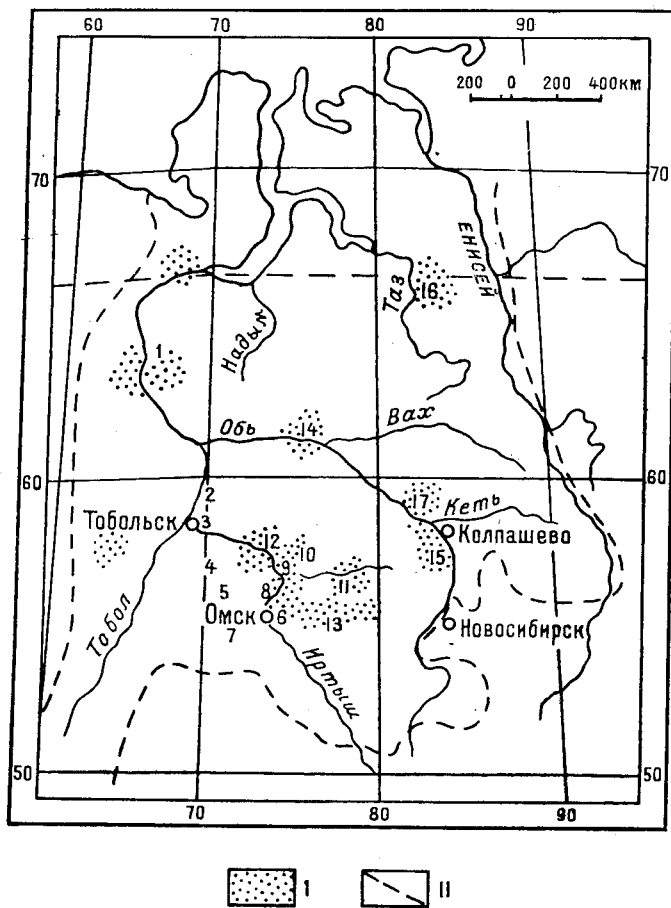 60 70 80 90
200 0 200 400км
70 70
ЕНИСЕЙ
16
Таз
Надым
1
Вах
Обь 14
60 60
2
17 Кеть
Тобольск 3
Колпашево
12 10
15
4 9
11
5 8
Омск 6
13
Новосибирск
7
Тобол
Иртыш
50 50
70 80 90
I II